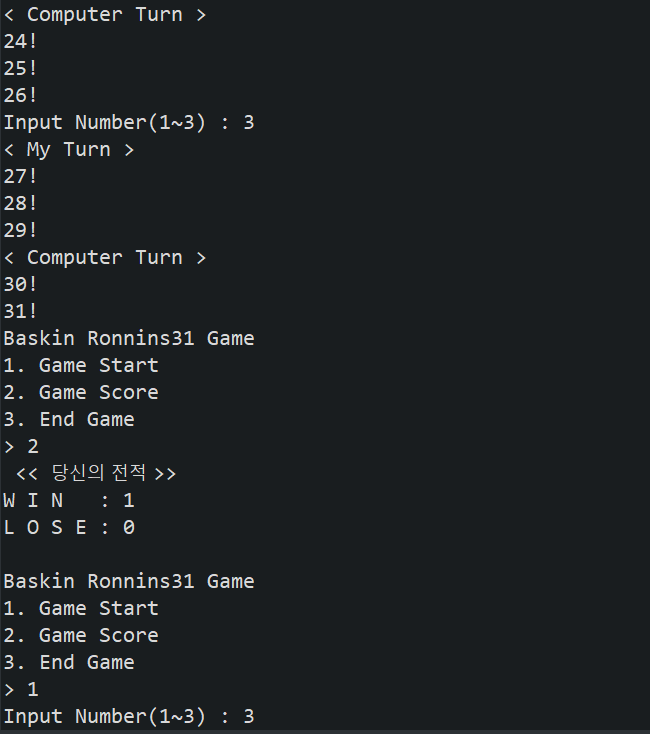 < Computer Turn >
24!
25!
26!
Input Number(1~3) : 3
< My Turn >
27!
28!
29!
< Computer Turn >
30!
31!
Baskin Ronnins31 Game
1. Game Start
2. Game Score
3. End Game
> 2
<< 당신의 전적 >>
W I N   : 1
L O S E : 0

Baskin Ronnins31 Game
1. Game Start
2. Game Score
3. End Game
> 1
Input Number(1~3) : 3